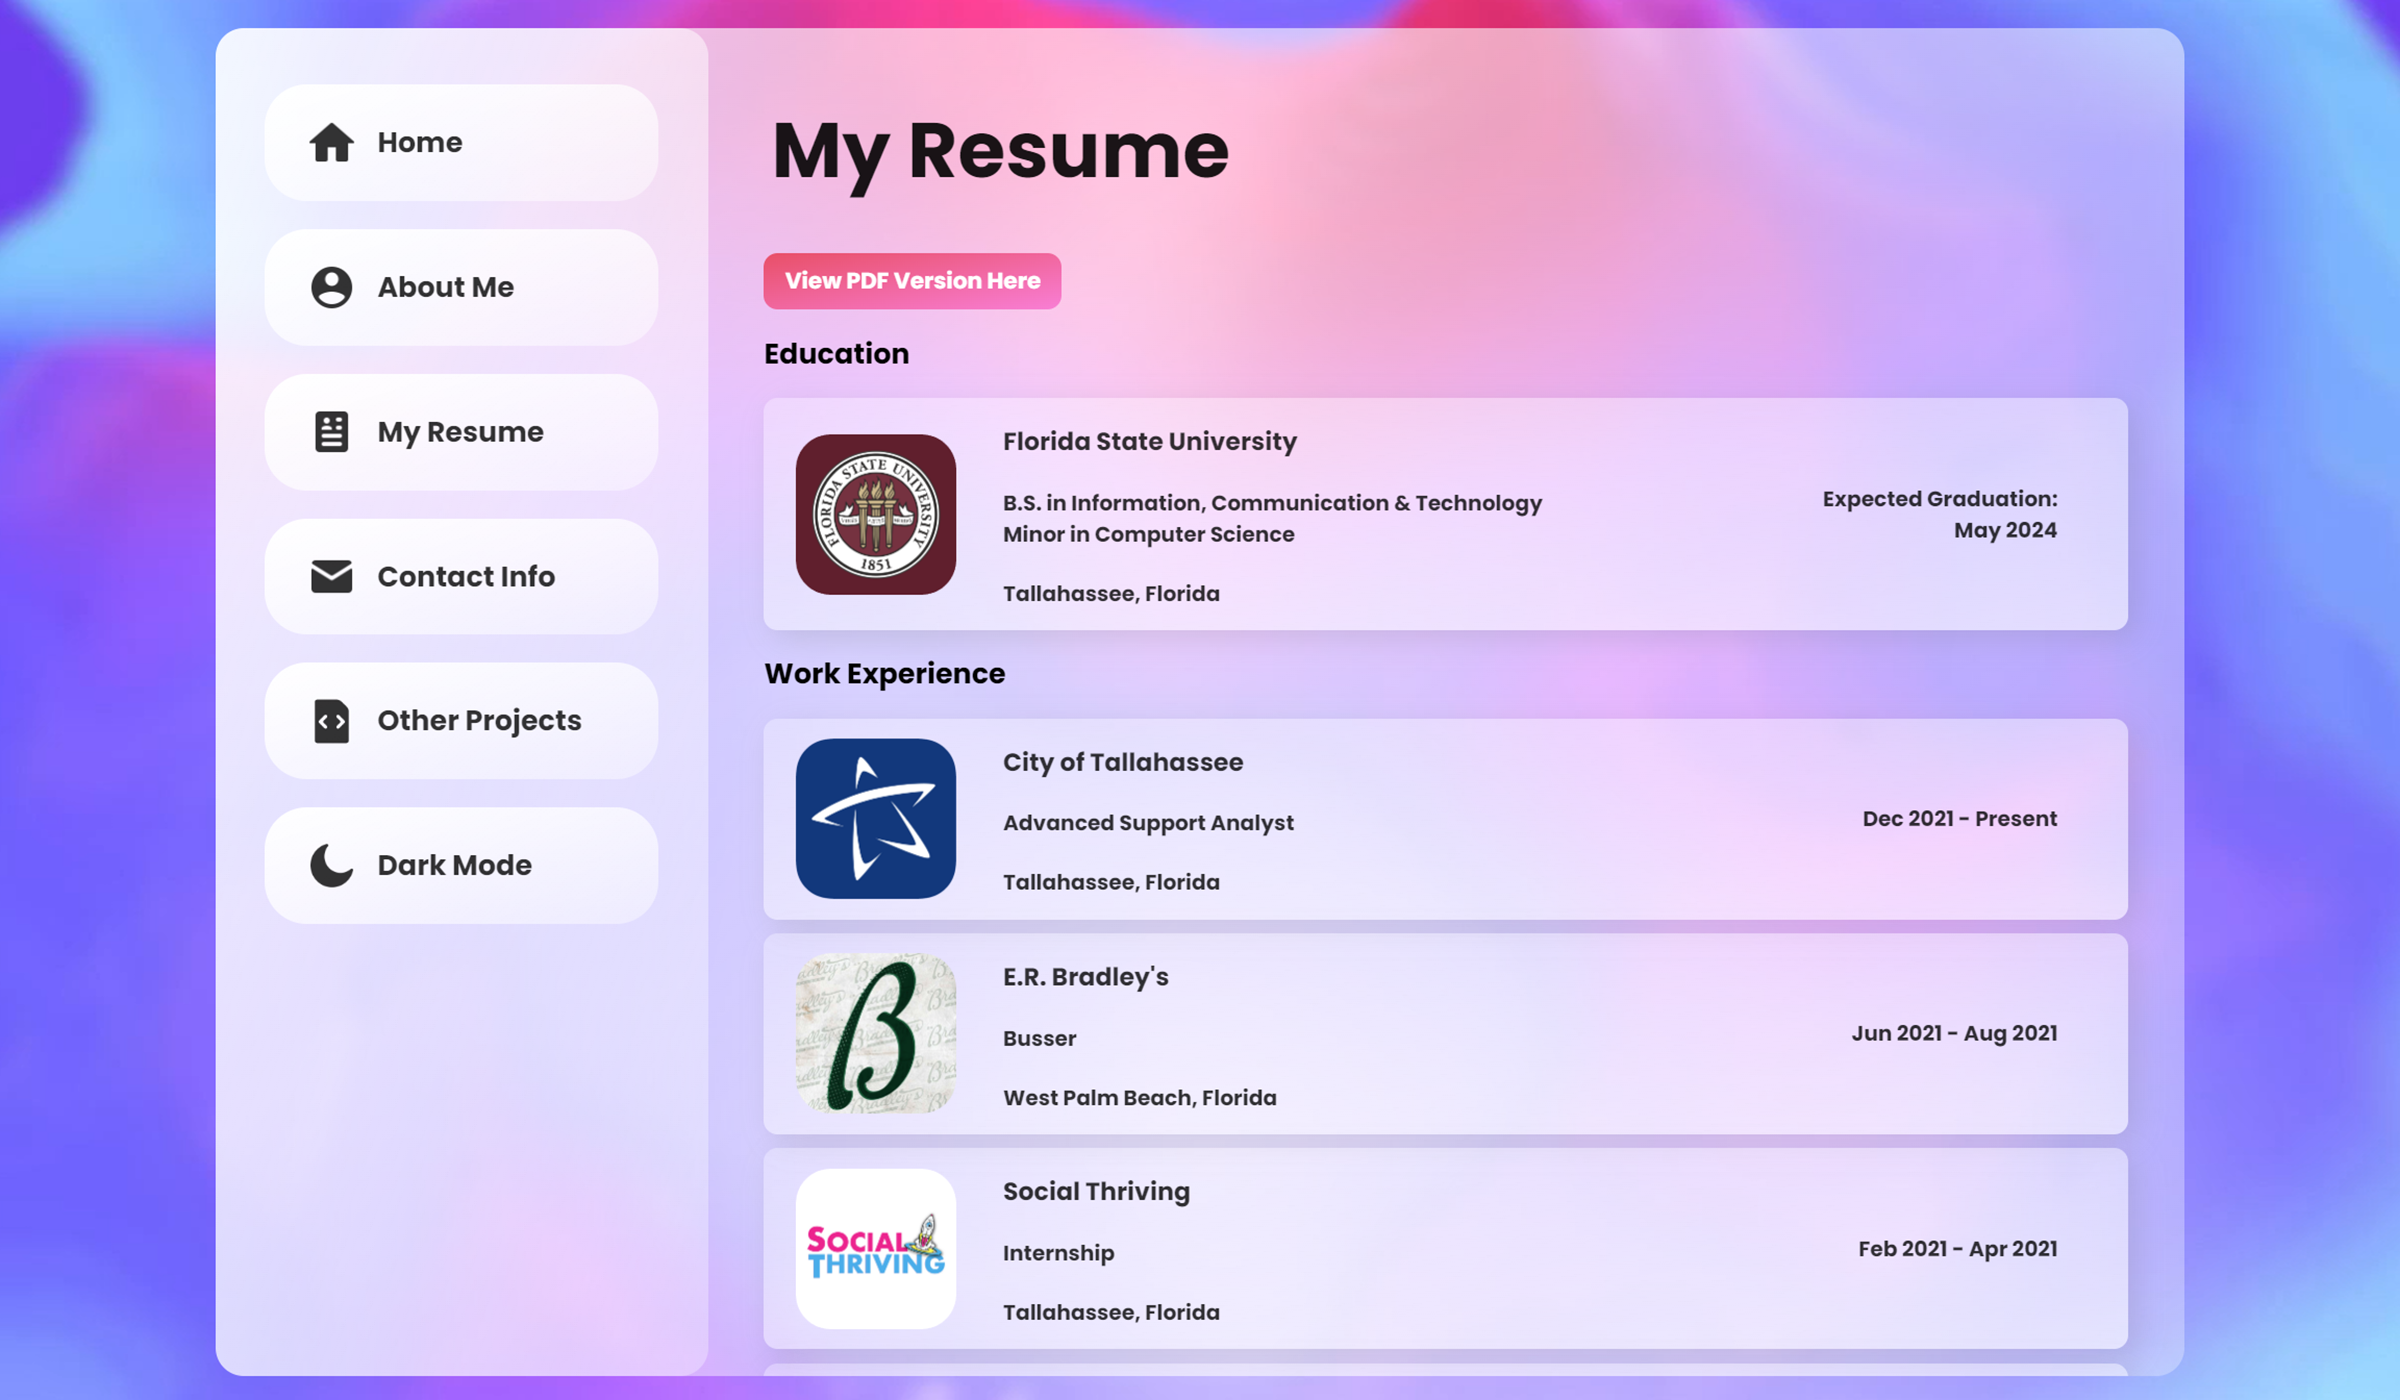 Home
About Me
My Resume
Contact Info
Other Projects
Dark Mode
My Resume
View PDF Version Here
Education
FLORIDA STATE UNIVERSITY
1851
Florida State University
B.S. in Information, Communication & Technology
Minor in Computer Science
Tallahassee, Florida
Expected Graduation:
May 2024
Work Experience
City of Tallahassee
Advanced Support Analyst
Tallahassee, Florida
Dec 2021 - Present
B
Bradley's
E.R. Bradley's
Busser
West Palm Beach, Florida
Jun 2021 - Aug 2021
SOCIAL
THRIVING
Social Thriving
Internship
Tallahassee, Florida
Feb 2021 - Apr 2021